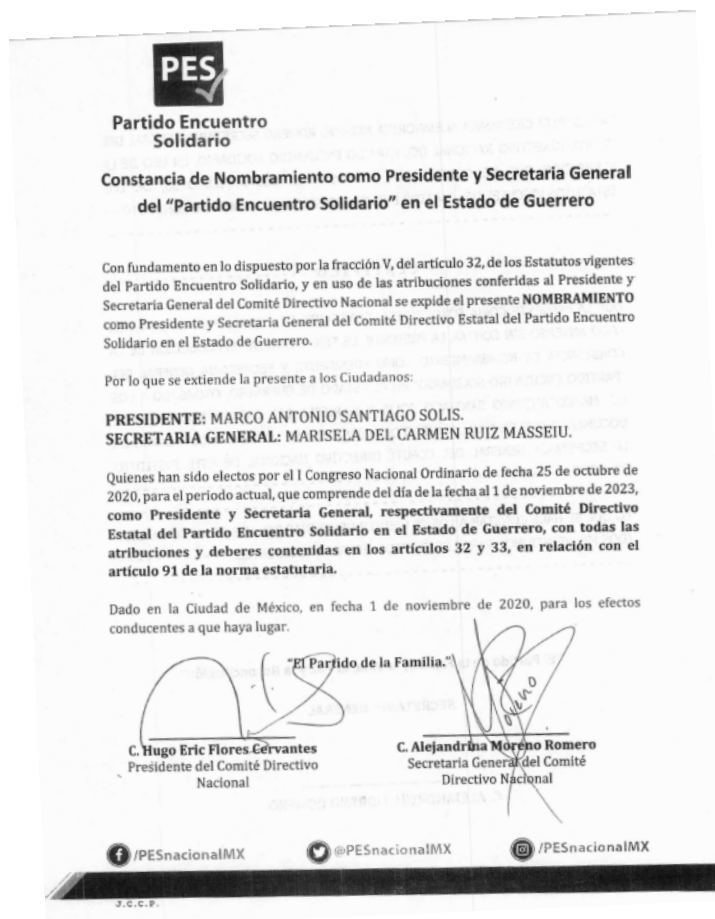 PES
Partido Encuentro
Solidario
Constancia de Nombramiento como Presidente y Secretaria General
del “Partido Encuentro Solidario” en el Estado de Guerrero
Con fundamento en lo dispuesto por la fracción V, del artículo 32, de los Estatutos vigentes
del Partido Encuentro Solidario, y en uso de las atribuciones conferidas al Presidente y
Secretaria General del Comité Directivo Nacional se expide el presente NOMBRAMIENTO
como Presidente y Secretaria General del Comité Directivo Estatal del Partido Encuentro
Solidario en el Estado de Guerrero.
Por lo que se extiende la presente a los Ciudadanos:
PRESIDENTE: MARCO ANTONIO SANTIAGO SOLIS.
SECRETARIA GENERAL: MARISELA DEL CARMEN RUIZ MASSEIU.
Quienes han sido electos por el I Congreso Nacional Ordinario de fecha 25 de octubre de
2020, para el periodo actual, que comprende del día de la fecha al 1 de noviembre de 2023,
como Presidente y Secretaria General, respectivamente del Comité Directivo
Estatal del Partido Encuentro Solidario en el Estado de Guerrero, con todas las
atribuciones y deberes contenidas en los artículos 32 y 33, en relación con el
artículo 91 de la norma estatutaria.
Dado en la Ciudad de México, en fecha 1 de noviembre de 2020, para los efectos
conducentes a que haya lugar.
"El Partido de la Familia."
C. Hugo Eric Flores Cervantes
Presidente del Comité Directivo
Nacional
C. Alejandrina Moreno Romero
Secretaria General del Comité
Directivo Nacional
/PESnacionalMX
@PESnacionalMX
/PESnacionalMX
J.C.C.P.